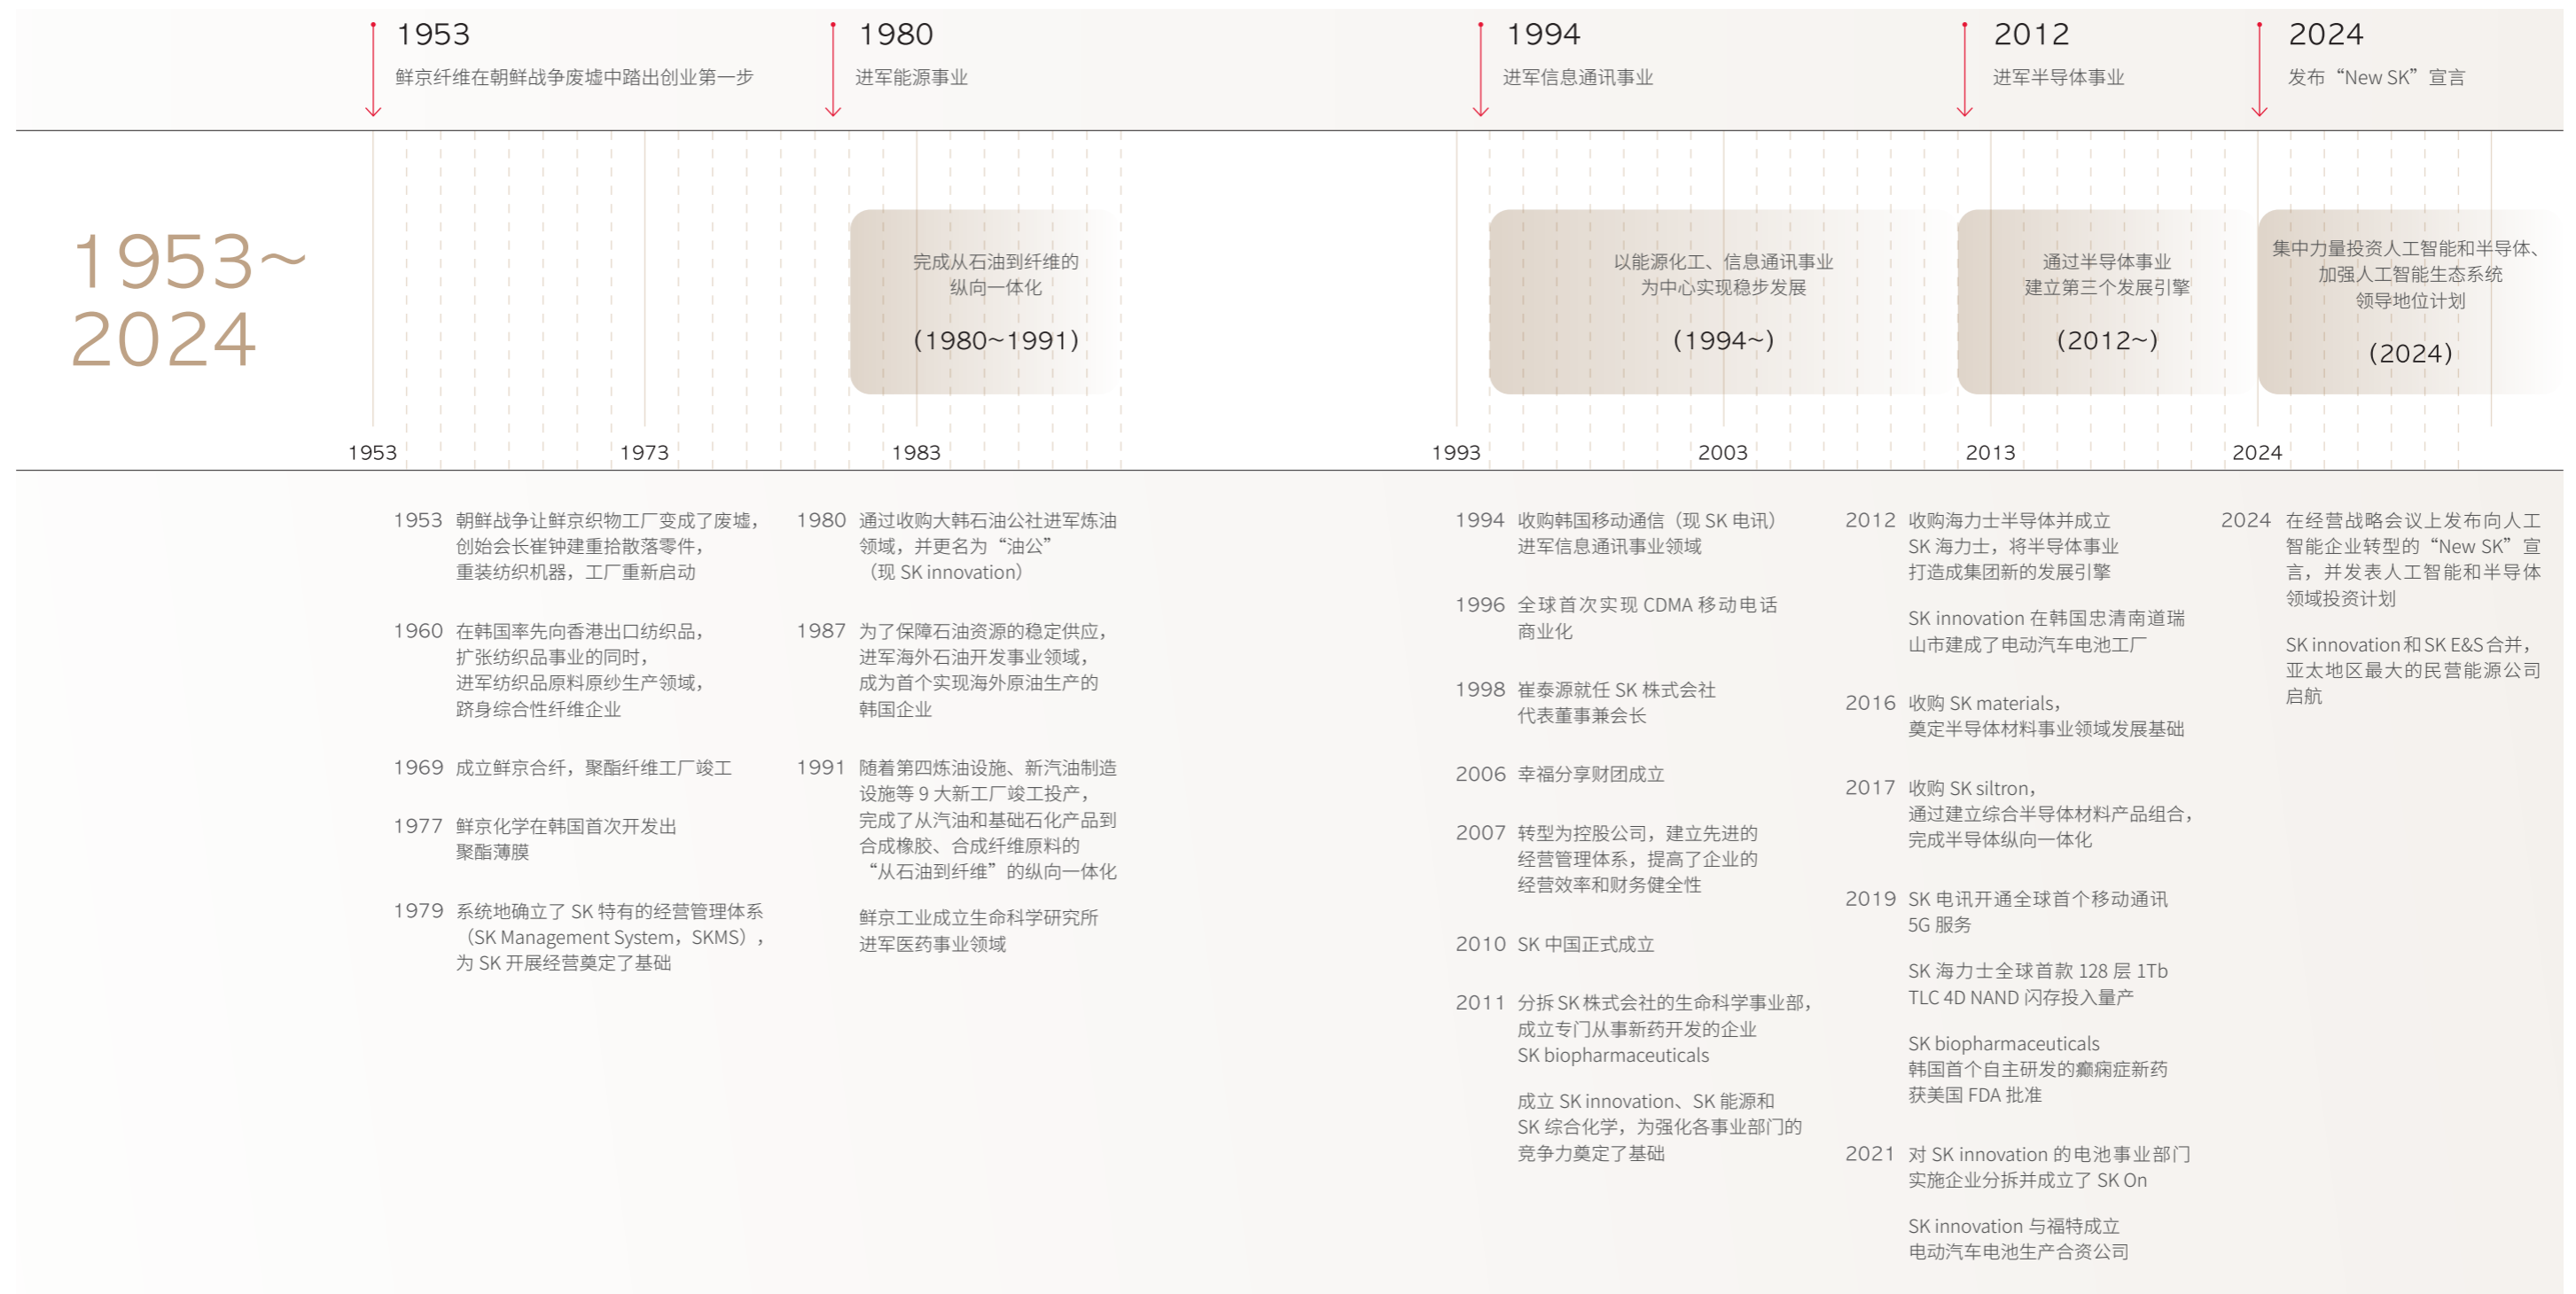 1953
鲜京纤维在朝鲜战争废墟中踏出创业第一步
1980
进军能源事业
1994
进军信息通讯事业
2012
进军半导体事业
2024
发布“New SK”宣言
1953~
2024
完成从石油到纤维的
纵向一体化
(1980~1991)
以能源化工、信息通讯事业
为中心实现稳步发展
(1994~)
通过半导体事业
建立第三个发展引擎
(2012~)
集中力量投资人工智能和半导体、
加强人工智能生态系统
领导地位计划
(2024)
1953
1973
1983
1993
2003
2013
2024
1953 朝鲜战争让鲜京织物工厂变成了废墟，
创始会长崔钟建重拾散落零件，
重装纺织机器，工厂重新启动
1960 在韩国率先向香港出口纺织品，
扩张纺织品事业的同时，
进军纺织品原料原纱生产领域，
跻身综合性纤维企业
1969 成立鲜京合纤，聚酯纤维工厂竣工
1977 鲜京化学在韩国首次开发出
聚酯薄膜
1979 系统地确立了 SK 特有的经营管理体系
（SK Management System，SKMS），
为 SK 开展经营奠定了基础
1980 通过收购大韩石油公社进军炼油
领域，并更名为“油公”
（现 SK innovation）
1987 为了保障石油资源的稳定供应，
进军海外石油开发事业领域，
成为首个实现海外原油生产的
韩国企业
1991 随着第四炼油设施、新汽油制造
设施等 9 大新工厂竣工投产，
完成了从汽油和基础石化产品到
合成橡胶、合成纤维原料的
“从石油到纤维”的纵向一体化
鲜京工业成立生命科学研究所
进军医药事业领域
1994 收购韩国移动通信（现 SK 电讯）
进军信息通讯事业领域
1996 全球首次实现 CDMA 移动电话
商业化
1998 崔泰源就任 SK 株式会社
代表董事兼会长
2006 幸福分享财团成立
2007 转型为控股公司，建立先进的
经营管理体系，提高了企业的
经营效率和财务健全性
2010 SK 中国正式成立
2011 分拆 SK 株式会社的生命科学事业部，
成立专门从事新药开发的企业
SK biopharmaceuticals
成立 SK innovation、SK 能源和
SK 综合化学，为强化各事业部门的
竞争力奠定了基础
2012 收购海力士半导体并成立
SK 海力士，将半导体事业
打造成集团新的发展引擎
SK innovation 在韩国忠清南道瑞
山市建成了电动汽车电池工厂
2016 收购 SK materials，
奠定半导体材料事业领域发展基础
2017 收购 SK siltron，
通过建立综合半导体材料产品组合，
完成半导体纵向一体化
2019 SK 电讯开通全球首个移动通讯
5G 服务
SK 海力士全球首款 128 层 1Tb
TLC 4D NAND 闪存投入量产
SK biopharmaceuticals
韩国首个自主研发的癫痫症新药
获美国 FDA 批准
2021 对 SK innovation 的电池事业部门
实施企业分拆并成立了 SK On
SK innovation 与福特成立
电动汽车电池生产合资公司
2024 在经营战略会议上发布向人工
智能企业转型的“New SK”宣
言，并发表人工智能和半导体
领域投资计划
SK innovation 和 SK E&S 合并，
亚太地区最大的民营能源公司
启航